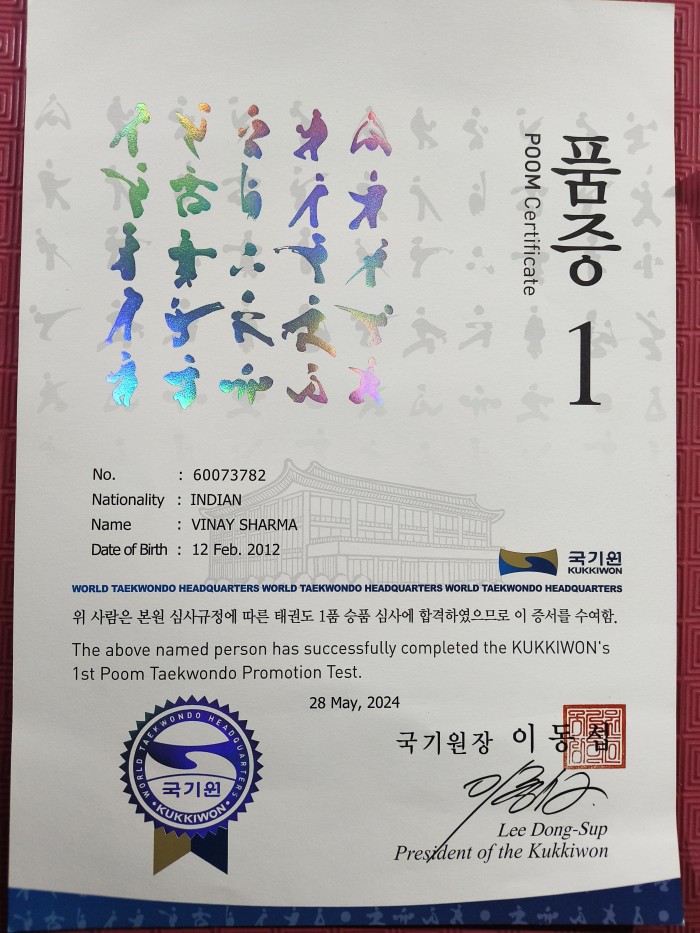 품증
POOM Certificate
1
No. : 60073782
Nationality : INDIAN
Name : VINAY SHARMA
Date of Birth : 12 Feb. 2012
국기원
KUKKIWON
WORLD TAEKWONDO HEADQUARTERS WORLD TAEKWONDO HEADQUARTERS WORLD TAEKWONDO HEADQUARTERS
위 사람은 본원 심사규정에 따른 태권도 1품 승품 심사에 합격하였으므로 이 증서를 수여함.
The above named person has successfully completed the KUKKIWON's
1st Poom Taekwondo Promotion Test.
28 May, 2024
국기원장 이동섭
WORLD TAEKWONDO HEADQUARTERS
국기원
KUKKIWON
Lee Dong-Sup
President of the Kukkiwon